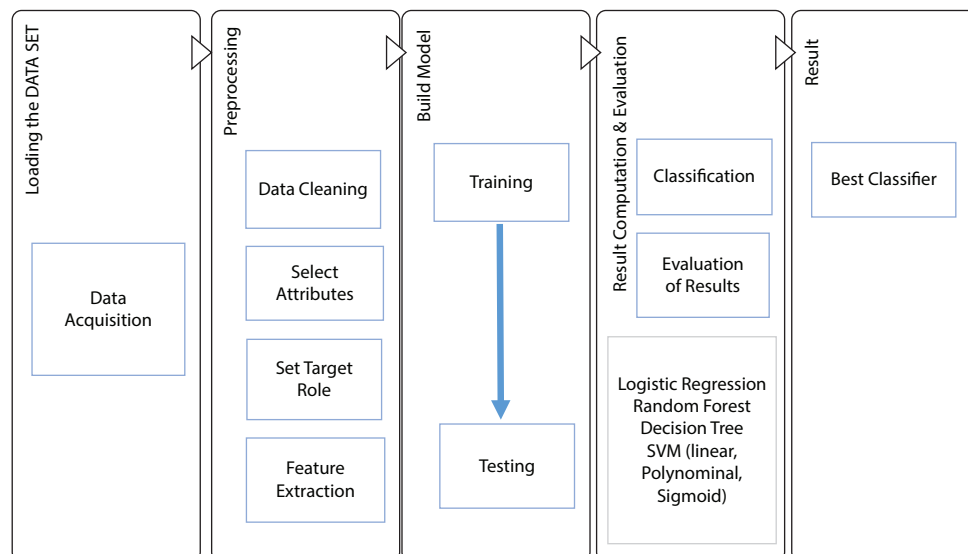 Loading the DATA SET
Data
Acquisition
Preprocessing
Data Cleaning
Select
Attributes
Set Target
Role
Feature
Extraction
Build Model
Training
Testing
Result Computation & Evaluation
Classification
Evaluation
of Results
Logistic Regression
Random Forest
Decision Tree
SVM (linear,
Polynominal,
Sigmoid)
Result
Best Classifier